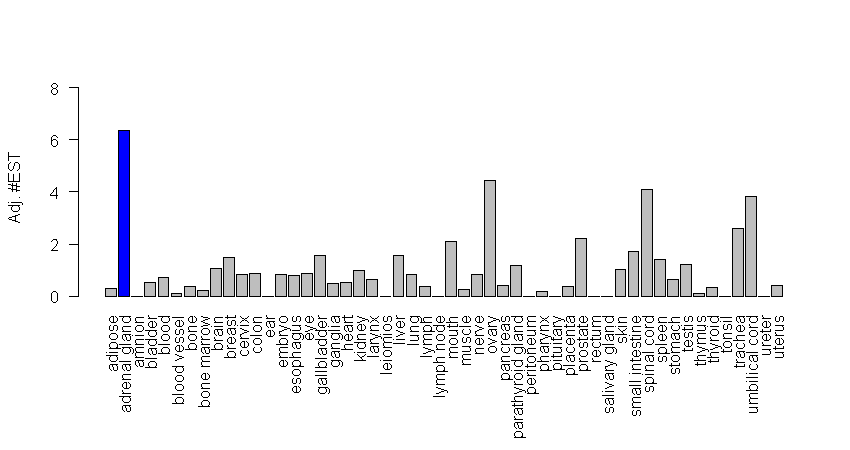 8
6
4
2
0
Adj. #EST
adipose
adrenal gland
amnion
bladder
blood
blood vessel
bone
bone marrow
brain
breast
cervix
colon
ear
embryo
esophagus
eye
gallbladder
ganglia
heart
kidney
larynx
leiomios
liver
lung
lymph
lymph node
mouth
muscle
nerve
ovary
pancreas
parathyroid gland
peritoneum
pharynx
pituitary
placenta
prostate
rectum
salivary gland
skin
small intestine
spinal cord
spleen
stomach
testis
thymus
thyroid
tonsil
trachea
umbilical cord
ureter
uterus